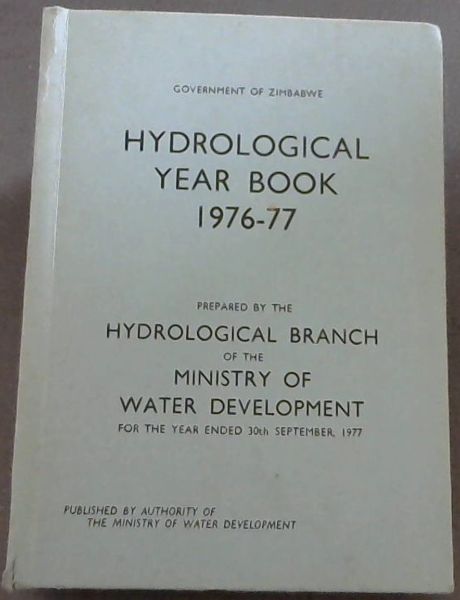 GOVERNMENT OF ZIMBABWE
HYDROLOGICAL
YEAR BOOK
1976-77
PREPARED BY THE
HYDROLOGICAL BRANCH
OF THE
MINISTRY OF
WATER DEVELOPMENT
FOR THE YEAR ENDED 30th SEPTEMBER, 1977
PUBLISHED BY AUTHORITY OF
THE MINISTRY OF WATER DEVELOPMENT